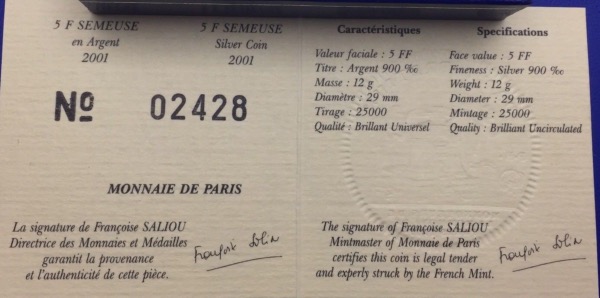 5 F SEMEUSE
en Argent
2001
5 F SEMEUSE
Silver Coin
2001
Nº 02428
MONNAIE DE PARIS
La signature de Françoise SALIOU
Directrice des Monnaies et Médailles
garantit la provenance
et l'authenticité de cette pièce.
Caractéristiques
Valeur faciale : 5 FF
Titre : Argent 900 ‰
Masse : 12 g
Diamètre : 29 mm
Tirage : 25000
Qualité : Brillant Universel
Specifications
Face value : 5 FF
Fineness : Silver 900 ‰
Weight : 12 g
Diameter : 29 mm
Mintage : 25000
Quality : Brilliant Uncirculated
The signature of Françoise SALIOU
Mintmaster of Monnaie de Paris
certifies this coin is legal tender
and experly struck by the French Mint.